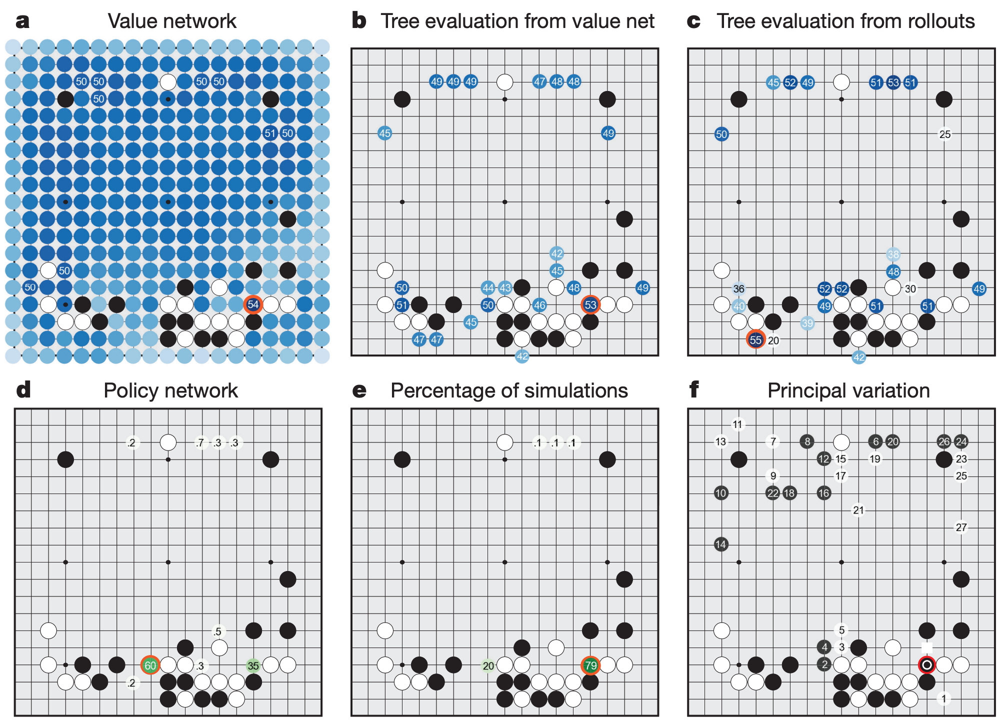 a Value network
50 50 50 50
50
51 50
50
50
54
b Tree evaluation from value net
49 49 49 47 48 48
45 49
42
45
50 44 43 48 49
51 50 46 53
45
47 47
42
c Tree evaluation from rollouts
45 52 49 51 53 51
50 25
38
48
36 52 52 30 49
40 49 51 51
39
55 20
42
d Policy network
.2 .7 .3 .3
.5
60 .3 35
.2
e Percentage of simulations
.1 .1 .1
20 79
f Principal variation
11
13 7 8 6 20 26 24
12 15 19 23
9 17 25
10 22 18 16
21
27
14
5
4 3
2
1